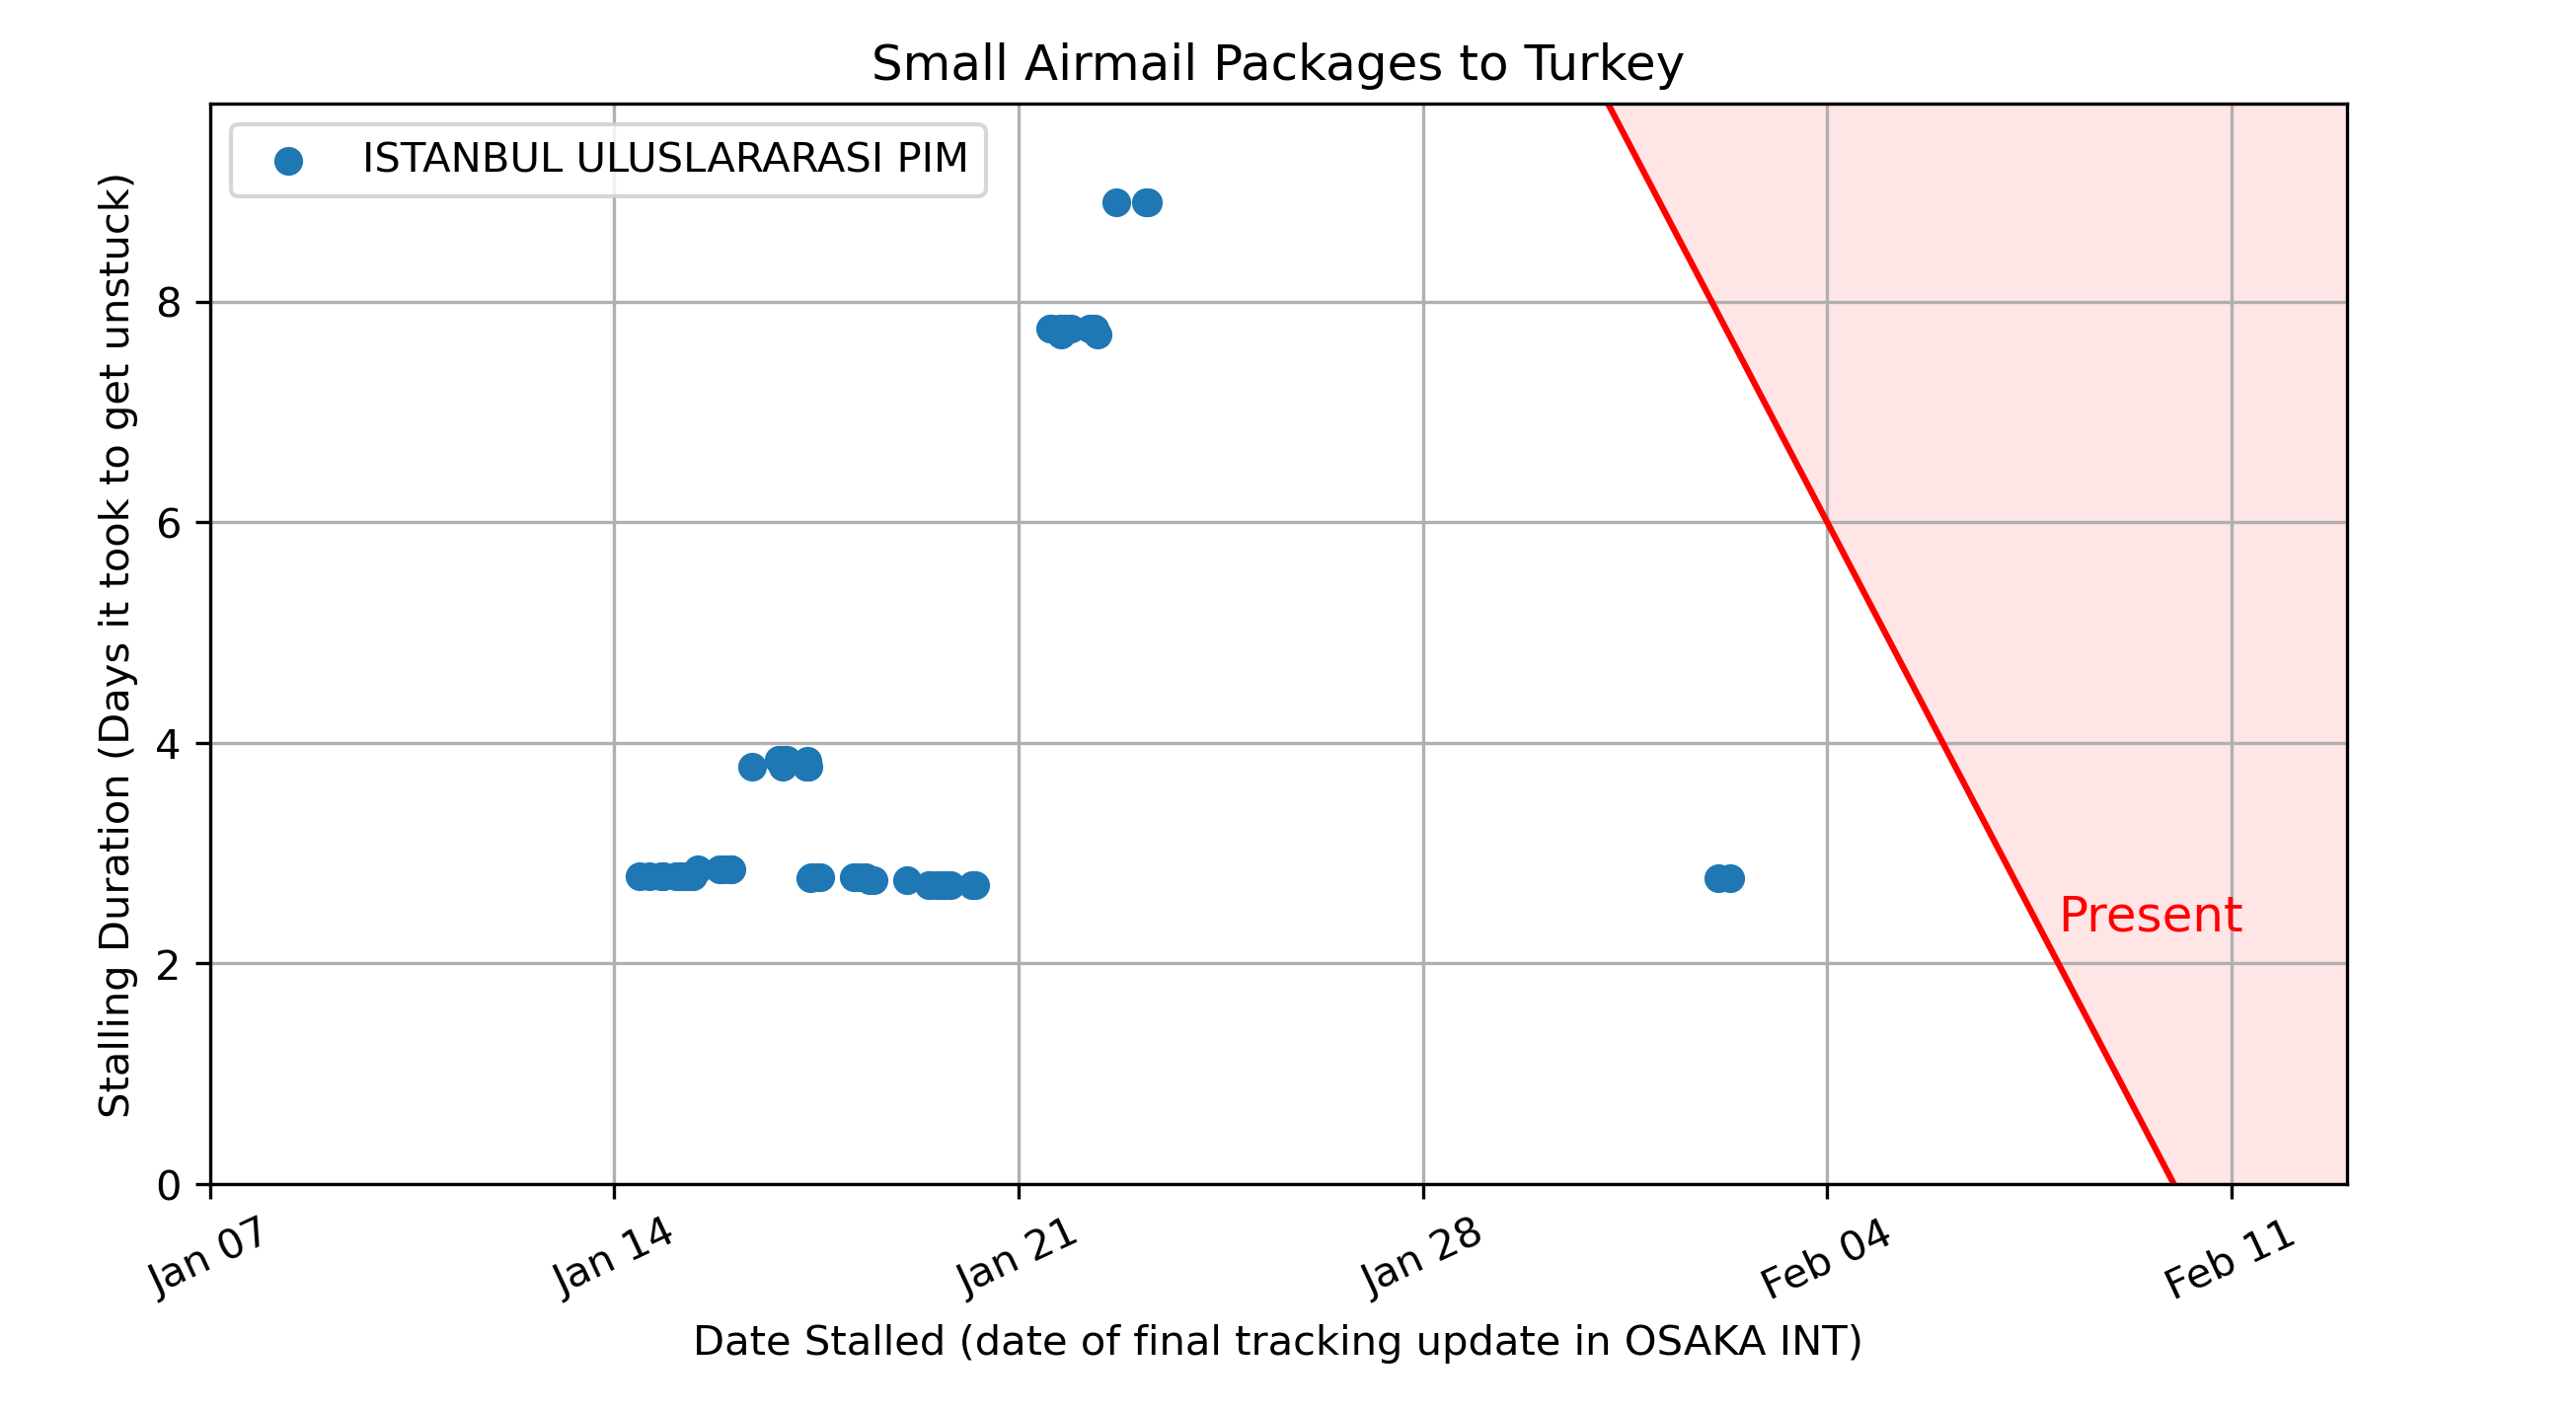 Small Airmail Packages to Turkey
ISTANBUL ULUSLARARASI PIM
Stalling Duration (Days it took to get unstuck)
8
6
4
2
0
Present
Jan 07
Jan 14
Jan 21
Jan 28
Feb 04
Feb 11
Date Stalled (date of final tracking update in OSAKA INT)